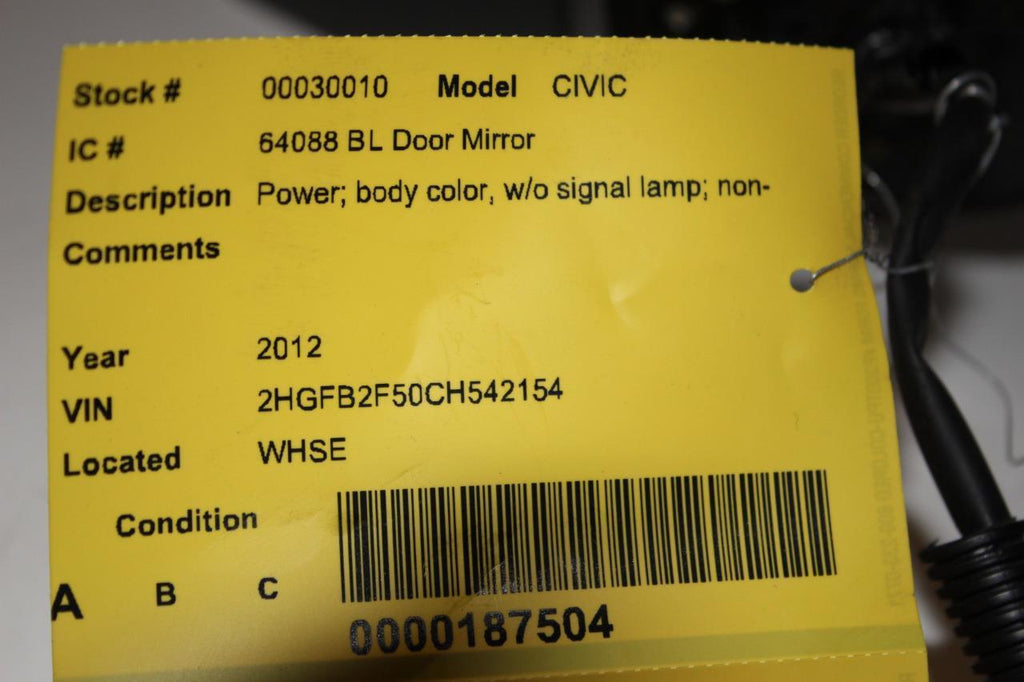 Stock # 00030010 Model CIVIC
IC # 64088 BL Door Mirror
Description Power; body color, w/o signal lamp; non-
Comments
Year 2012
VIN 2HGFB2F50CH542154
Located WHSE
Condition
A B C
0000187504